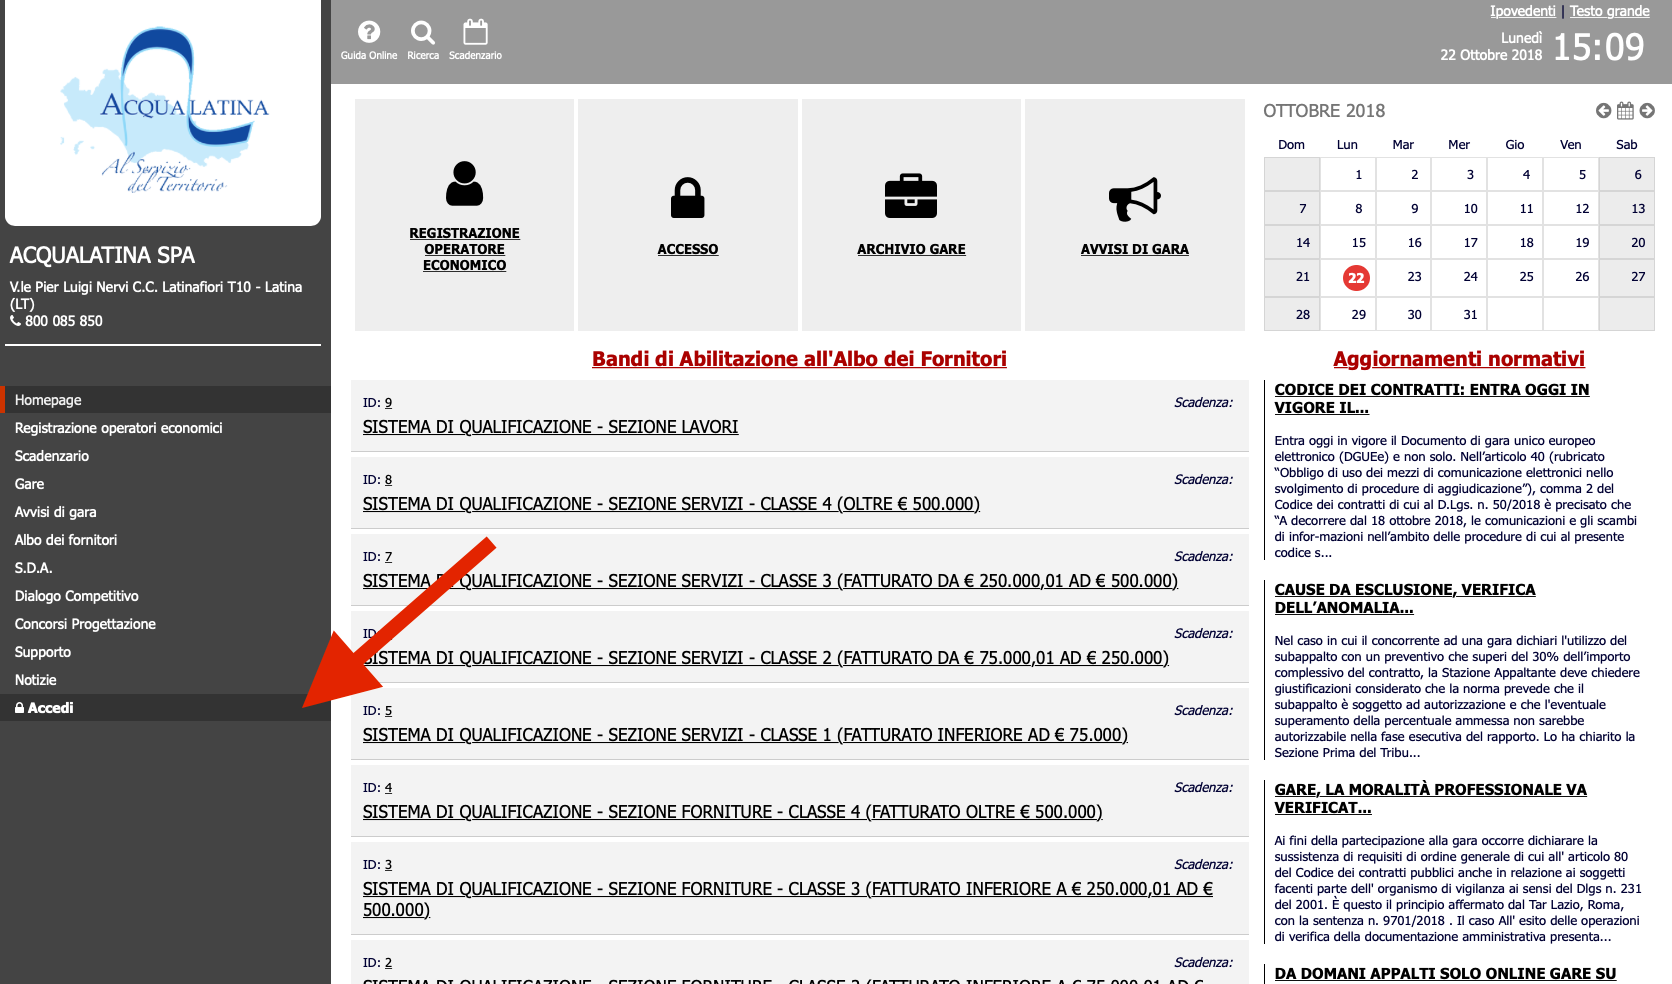 ACQUALATINA
Al Servizio
del Territorio
ACQUALATINA SPA
V.le Pier Luigi Nervi C.C. Latinafiori T10 - Latina
(LT)
800 085 850
Homepage
Registrazione operatori economici
Scadenzario
Gare
Avvisi di gara
Albo dei fornitori
S.D.A.
Dialogo Competitivo
Concorsi Progettazione
Supporto
Notizie
Accedi
Guida Online Ricerca Scadenzario
Ipovedenti | Testo grande
Lunedì
22 Ottobre 2018 15:09
REGISTRAZIONE
OPERATORE
ECONOMICO
ACCESSO
ARCHIVIO GARE
AVVISI DI GARA
Bandi di Abilitazione all'Albo dei Fornitori
ID: 9 Scadenza:
SISTEMA DI QUALIFICAZIONE - SEZIONE LAVORI
ID: 8 Scadenza:
SISTEMA DI QUALIFICAZIONE - SEZIONE SERVIZI - CLASSE 4 (OLTRE € 500.000)
ID: 7 Scadenza:
SISTEMA DI QUALIFICAZIONE - SEZIONE SERVIZI - CLASSE 3 (FATTURATO DA € 250.000,01 AD € 500.000)
ID: Scadenza:
SISTEMA DI QUALIFICAZIONE - SEZIONE SERVIZI - CLASSE 2 (FATTURATO DA € 75.000,01 AD € 250.000)
ID: 5 Scadenza:
SISTEMA DI QUALIFICAZIONE - SEZIONE SERVIZI - CLASSE 1 (FATTURATO INFERIORE AD € 75.000)
ID: 4 Scadenza:
SISTEMA DI QUALIFICAZIONE - SEZIONE FORNITURE - CLASSE 4 (FATTURATO OLTRE € 500.000)
ID: 3 Scadenza:
SISTEMA DI QUALIFICAZIONE - SEZIONE FORNITURE - CLASSE 3 (FATTURATO INFERIORE A € 250.000,01 AD €
500.000)
ID: 2 Scadenza:
SISTEMA DI QUALIFICAZIONE - SEZIONE FORNITURE - CLASSE 2 (FATTURATO INFERIORE A € 75.000,01 AD €
OTTOBRE 2018
Dom Lun Mar Mer Gio Ven Sab
1 2 3 4 5 6
7 8 9 10 11 12 13
14 15 16 17 18 19 20
21 22 23 24 25 26 27
28 29 30 31
Aggiornamenti normativi
CODICE DEI CONTRATTI: ENTRA OGGI IN
VIGORE IL...
Entra oggi in vigore il Documento di gara unico europeo
elettronico (DGUEe) e non solo. Nell’articolo 40 (rubricato
“Obbligo di uso dei mezzi di comunicazione elettronici nello
svolgimento di procedure di aggiudicazione”), comma 2 del
Codice dei contratti di cui al D.Lgs. n. 50/2018 è precisato che
“A decorrere dal 18 ottobre 2018, le comunicazioni e gli scambi
di infor-mazioni nell’ambito delle procedure di cui al presente
codice s...
CAUSE DA ESCLUSIONE, VERIFICA
DELL’ANOMALIA...
Nel caso in cui il concorrente ad una gara dichiari l'utilizzo del
subappalto con un preventivo che superi del 30% dell’importo
complessivo del contratto, la Stazione Appaltante deve chiedere
giustificazioni considerato che la norma prevede che il
subappalto è soggetto ad autorizzazione e che l'eventuale
superamento della percentuale ammessa non sarebbe
autorizzabile nella fase esecutiva del rapporto. Lo ha chiarito la
Sezione Prima del Tribu...
GARE, LA MORALITÀ PROFESSIONALE VA
VERIFICAT...
Ai fini della partecipazione alla gara occorre dichiarare la
sussistenza di requisiti di ordine generale di cui all' articolo 80
del Codice dei contratti pubblici anche in relazione ai soggetti
facenti parte dell' organismo di vigilanza ai sensi del Dlgs n. 231
del 2001. È questo il principio affermato dal Tar Lazio, Roma,
con la sentenza n. 9701/2018 . Il caso All' esito delle operazioni
di verifica della documentazione amministrativa presenta...
DA DOMANI APPALTI SOLO ONLINE GARE SU